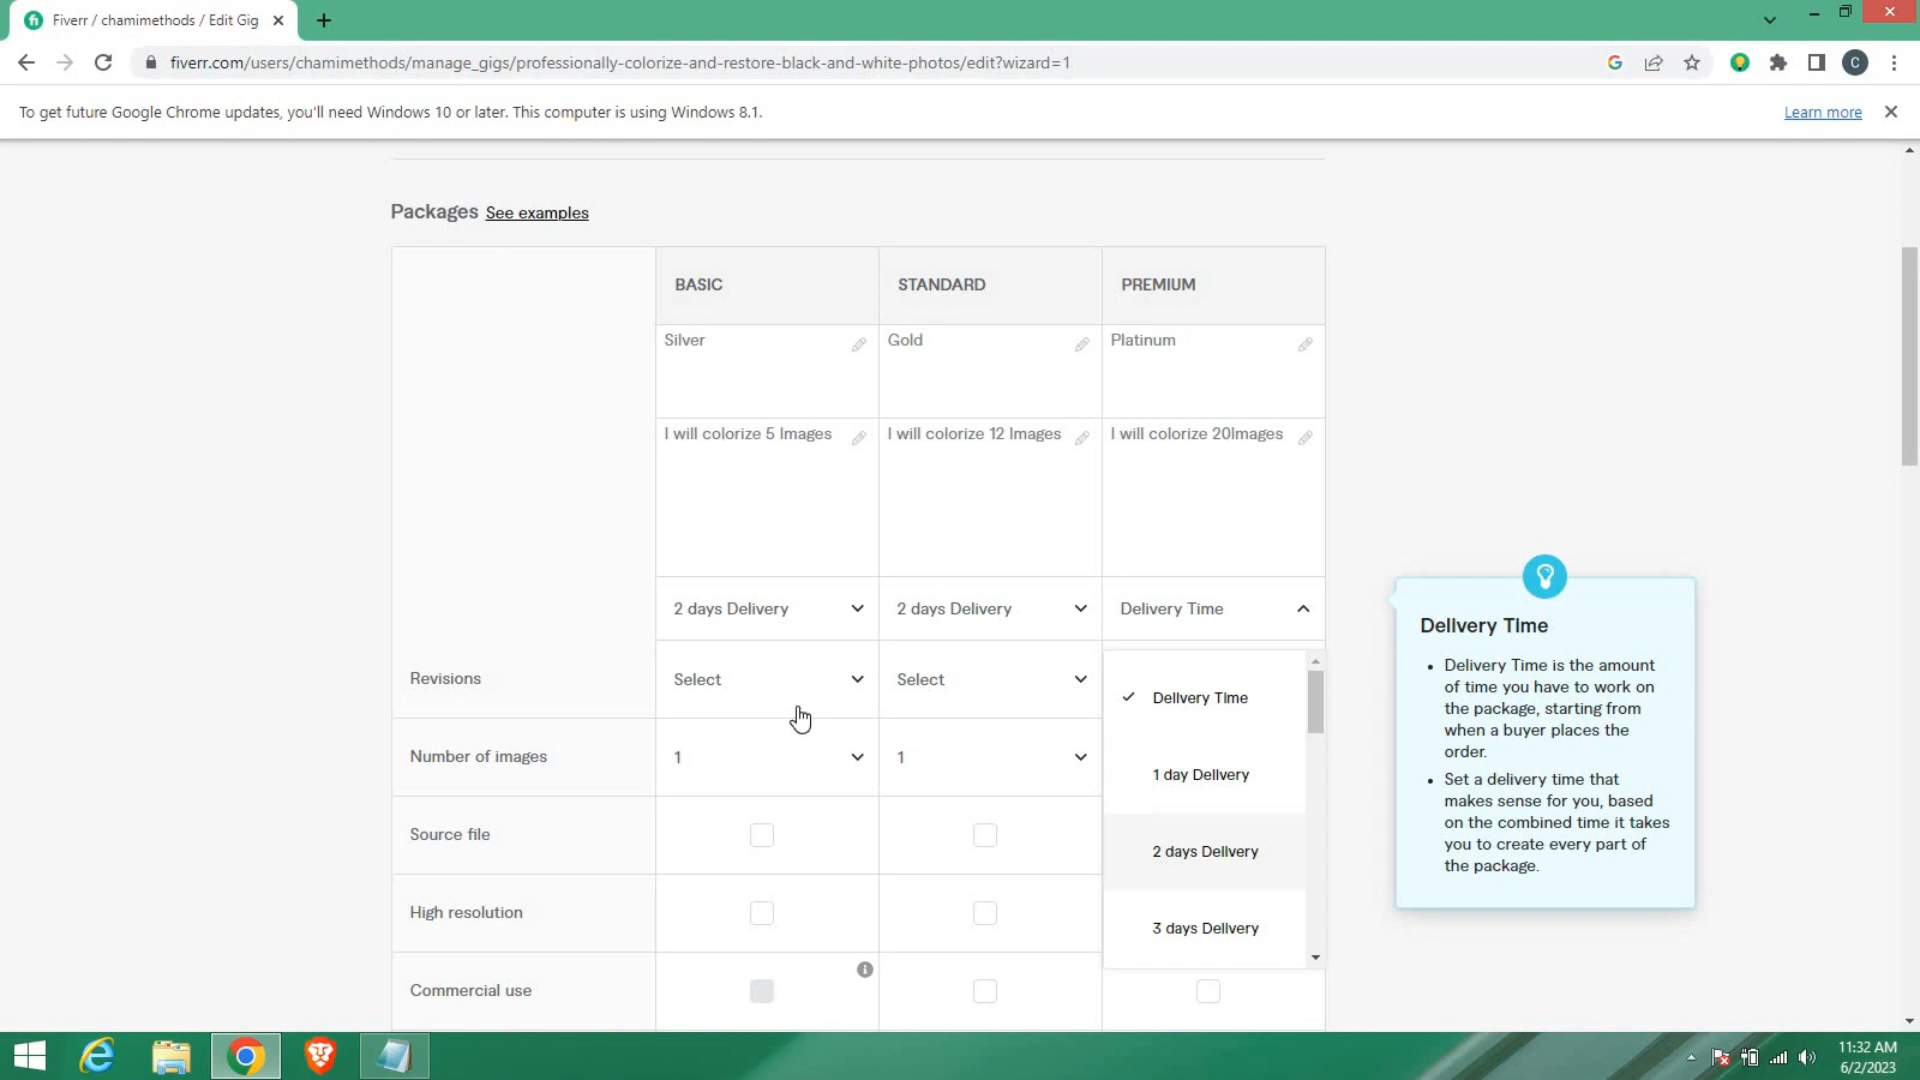 Fiverr / chamimethods / Edit Gig
fiverr.com/users/chamimethods/manage_gigs/professionally-colorize-and-restore-black-and-white-photos/edit?wizard=1
C
To get future Google Chrome updates, you'll need Windows 10 or later. This computer is using Windows 8.1.
Learn more
Packages See examples
BASIC STANDARD PREMIUM
Silver Gold Platinum
I will colorize 5 Images I will colorize 12 Images I will colorize 20Images
2 days Delivery 2 days Delivery Delivery Time
Revisions Select Select
Delivery Time
Number of images 1 1
1 day Delivery
Source file
2 days Delivery
High resolution
3 days Delivery
Commercial use
Delivery Time
Delivery Time is the amount
of time you have to work on
the package, starting from
when a buyer places the
order.
Set a delivery time that
makes sense for you, based
on the combined time it takes
you to create every part of
the package.
11:32 AM
6/2/2023